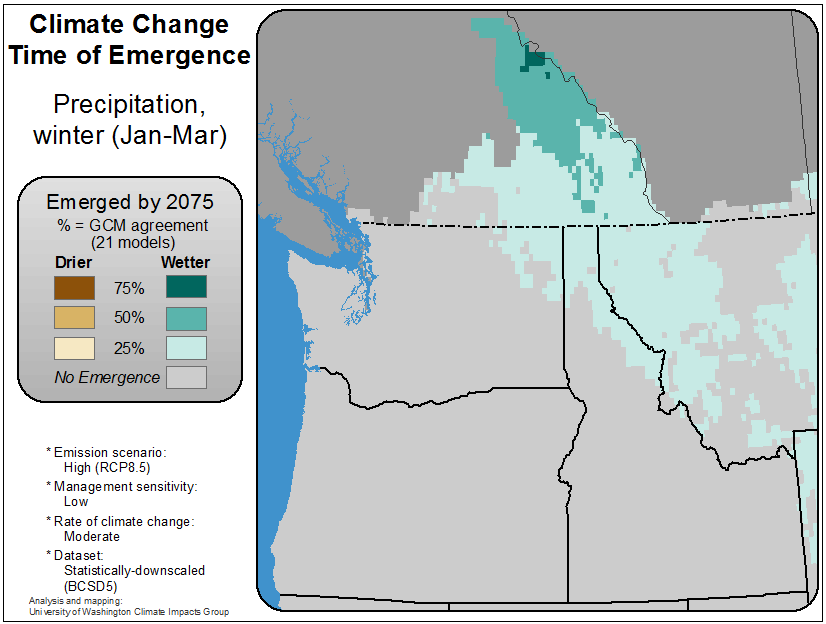 Climate Change
Time of Emergence
Precipitation,
winter (Jan-Mar)
Emerged by 2075
% = GCM agreement
(21 models)
Drier Wetter
75%
50%
25%
No Emergence
* Emission scenario:
High (RCP8.5)
* Management sensitivity:
Low
* Rate of climate change:
Moderate
* Dataset:
Statistically-downscaled
(BCSD5)
Analysis and mapping:
University of Washington Climate Impacts Group